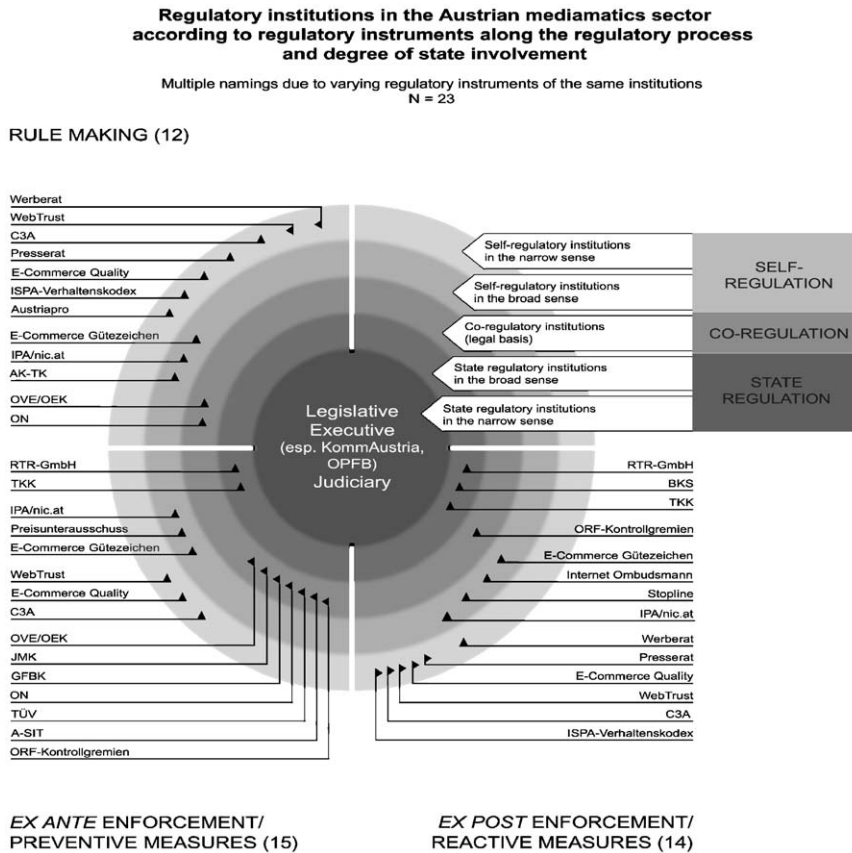 Regulatory institutions in the Austrian mediamatics sector
according to regulatory instruments along the regulatory process
and degree of state involvement
Multiple namings due to varying regulatory instruments of the same institutions
N = 23
RULE MAKING (12)
Werberat
WebTrust
C3A
Presserat
E-Commerce Quality
ISPA-Verhaltenskodex
Austriapro
E-Commerce Gütezeichen
IPA/nic.at
AK-TK
OVE/OEK
ON
Self-regulatory institutions
in the narrow sense
Self-regulatory institutions
in the broad sense
Co-regulatory institutions
(legal basis)
State regulatory institutions
in the broad sense
State regulatory institutions
in the narrow sense
SELF-
REGULATION
CO-REGULATION
STATE
REGULATION
Legislative
Executive
(esp. KommAustria,
OPFB)
Judiciary
RTR-GmbH
TKK
IPA/nic.at
Preisunterausschuss
E-Commerce Gütezeichen
WebTrust
E-Commerce Quality
C3A
OVE/OEK
JMK
GFBK
ON
TÜV
A-SIT
ORF-Kontrollgremien
RTR-GmbH
BKS
TKK
ORF-Kontrollgremien
E-Commerce Gütezeichen
Internet Ombudsmann
Stopline
IPA/nic.at
Werberat
Presserat
E-Commerce Quality
WebTrust
C3A
ISPA-Verhaltenskodex
EX ANTE ENFORCEMENT/
PREVENTIVE MEASURES (15)
EX POST ENFORCEMENT/
REACTIVE MEASURES (14)